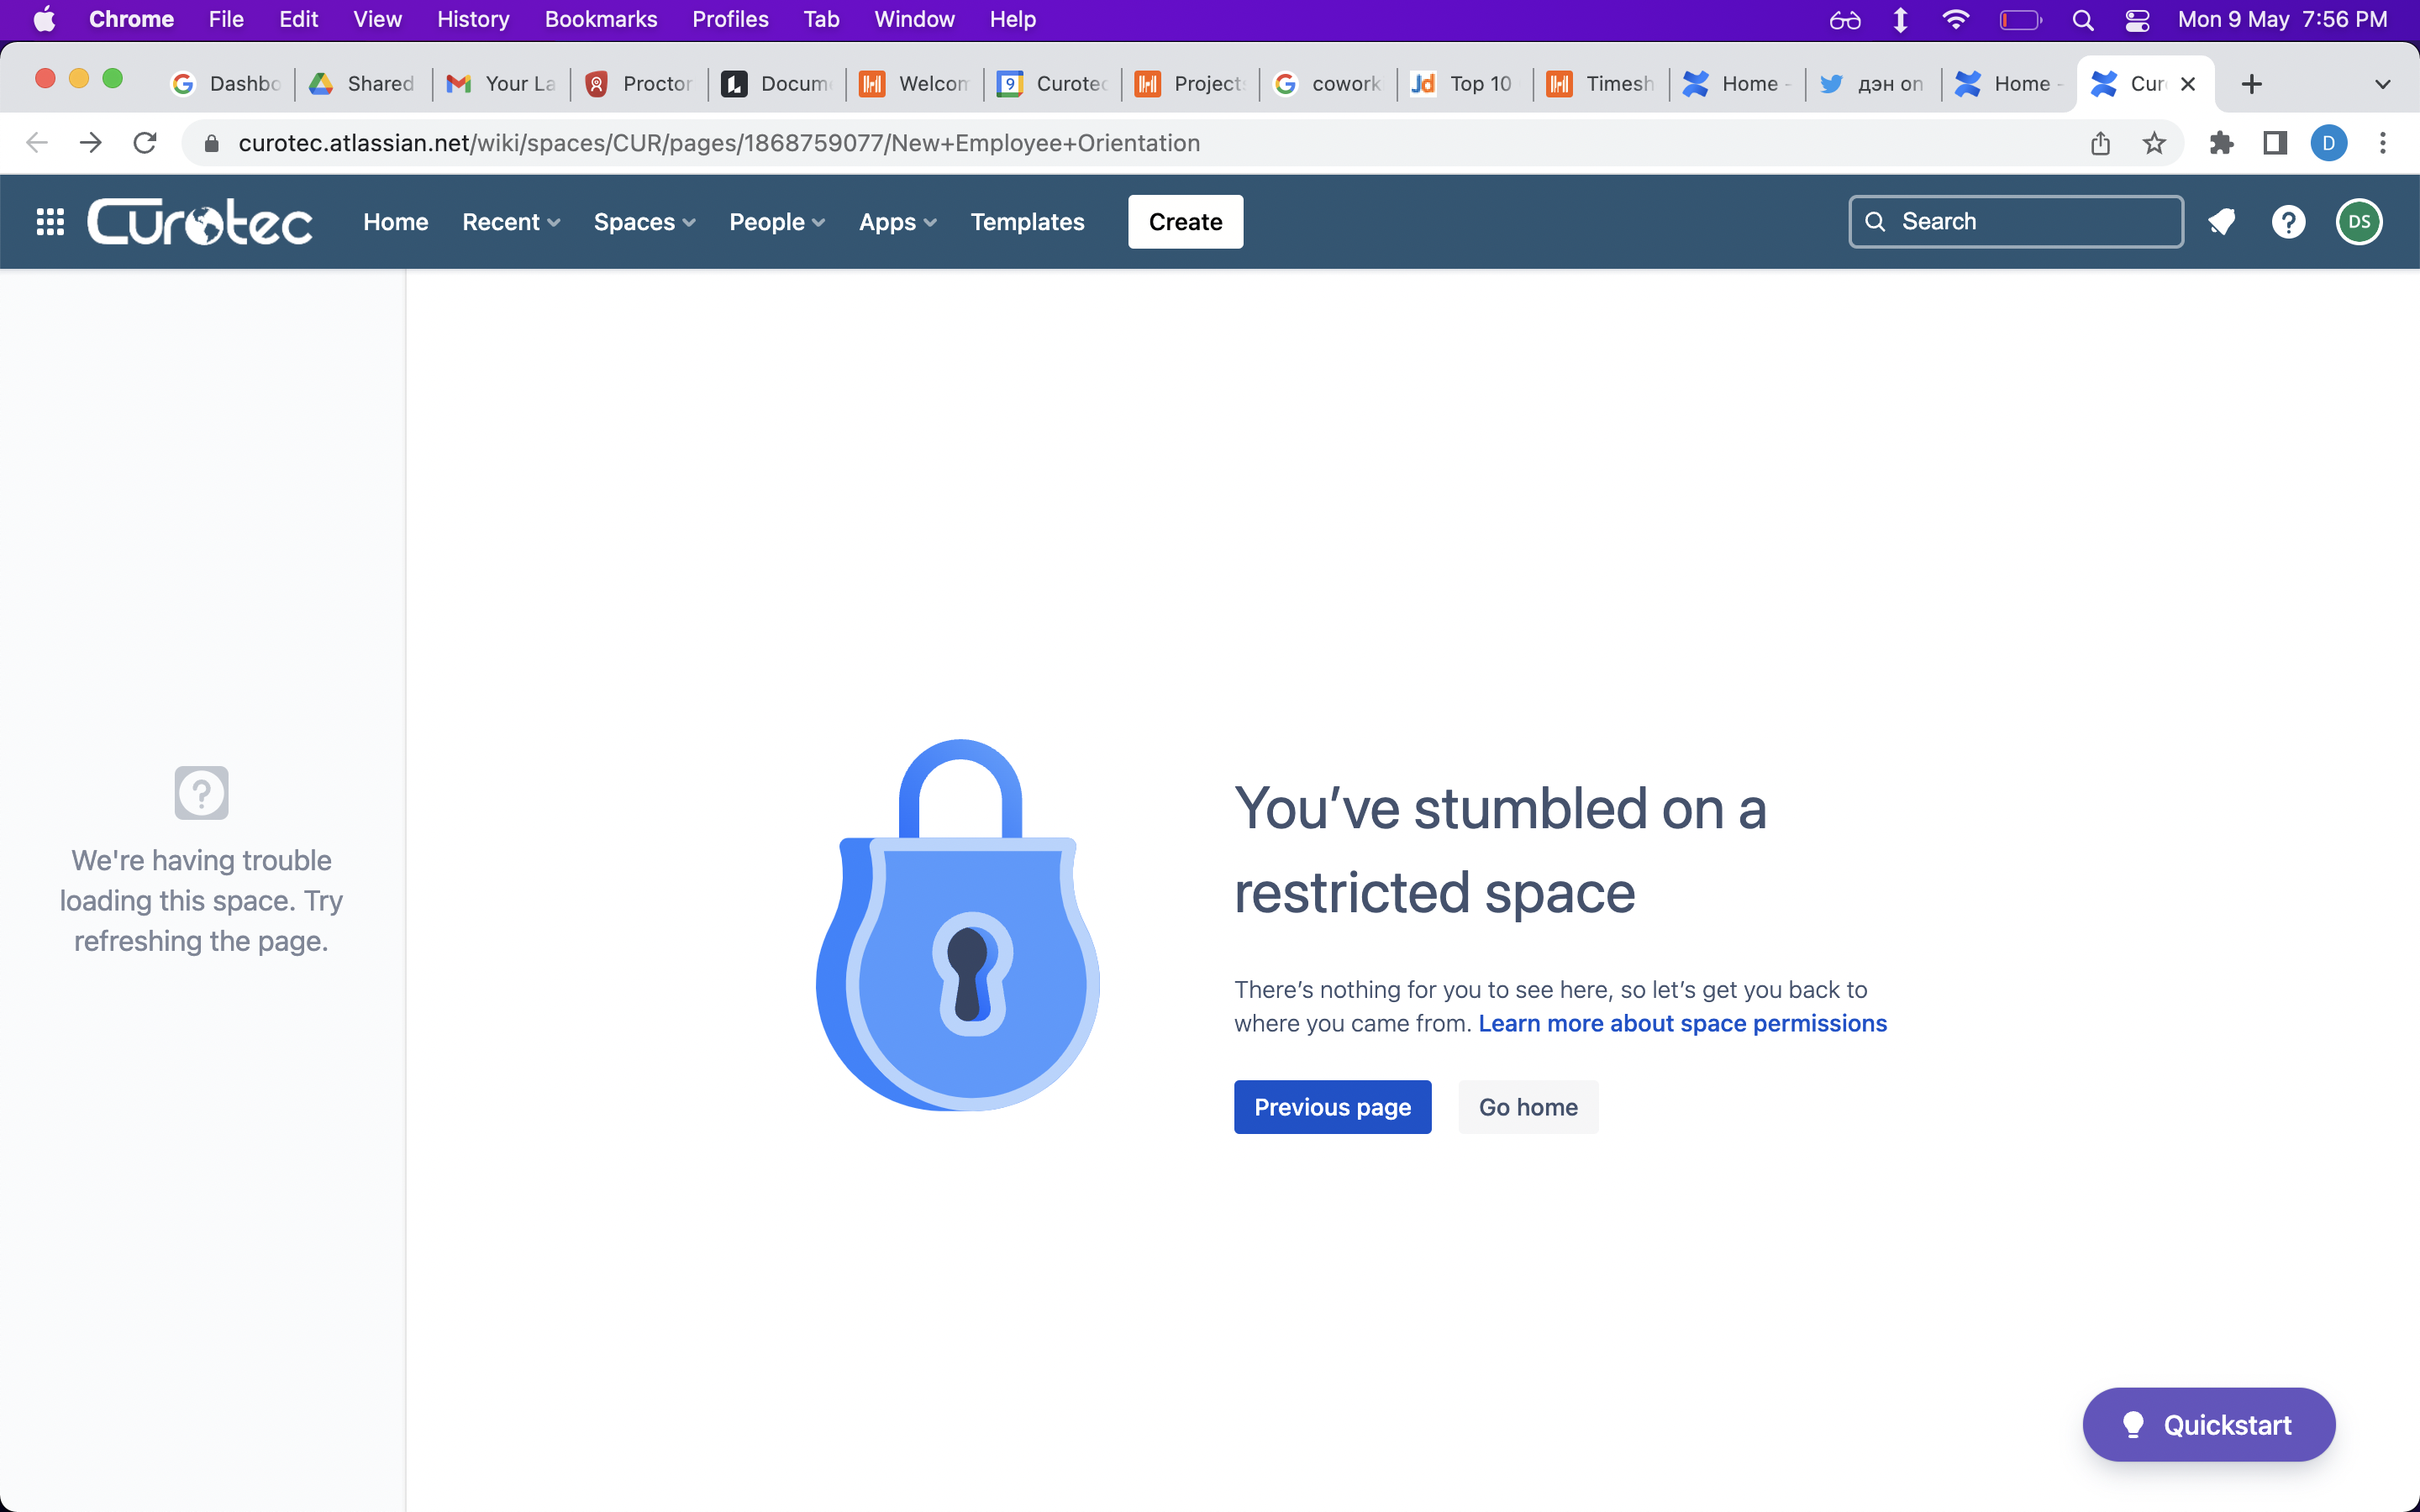 Chrome File Edit View History Bookmarks Profiles Tab Window Help Mon 9 May 7:56 PM
Dashbo Shared Your La Proctor Docum Welcom 9 Curotec Projects cowork Jd Top 10 Timesh Home - дэн on Home - Cur
curotec.atlassian.net/wiki/spaces/CUR/pages/1868759077/New+Employee+Orientation D
Curotec Home Recent Spaces People Apps Templates Create Search DS
We're having trouble
loading this space. Try
refreshing the page.
You’ve stumbled on a
restricted space
There’s nothing for you to see here, so let’s get you back to
where you came from. Learn more about space permissions
Previous page Go home
Quickstart